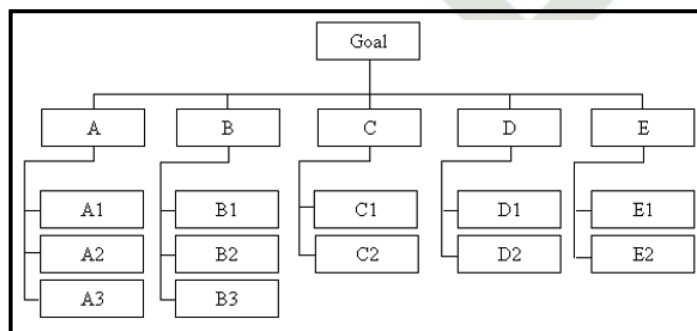 Goal
A B C D E
A1 B1 C1 D1 E1
A2 B2 C2 D2 E2
A3 B3